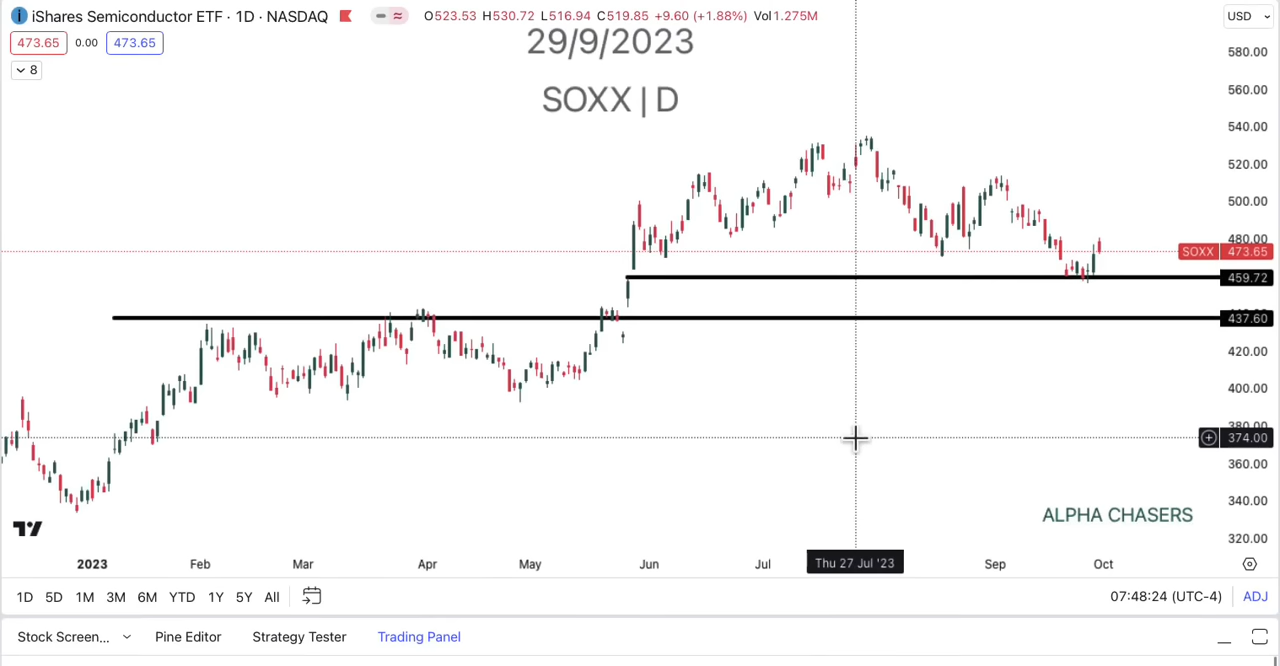 iShares Semiconductor ETF · 1D · NASDAQ O523.53 H530.72 L516.94 C519.85 +9.60 (+1.88%) Vol1.275M
USD
473.65 0.00 473.65
29/9/2023
8
SOXX | D
580.00
560.00
540.00
520.00
500.00
480.00
SOXX 473.65
459.72
437.60
420.00
400.00
380.00
374.00
360.00
340.00
ALPHA CHASERS
320.00
2023 Feb Mar Apr May Jun Jul Thu 27 Jul '23 Sep Oct
1D 5D 1M 3M 6M YTD 1Y 5Y All 07:48:24 (UTC-4) ADJ
Stock Screen... Pine Editor Strategy Tester Trading Panel